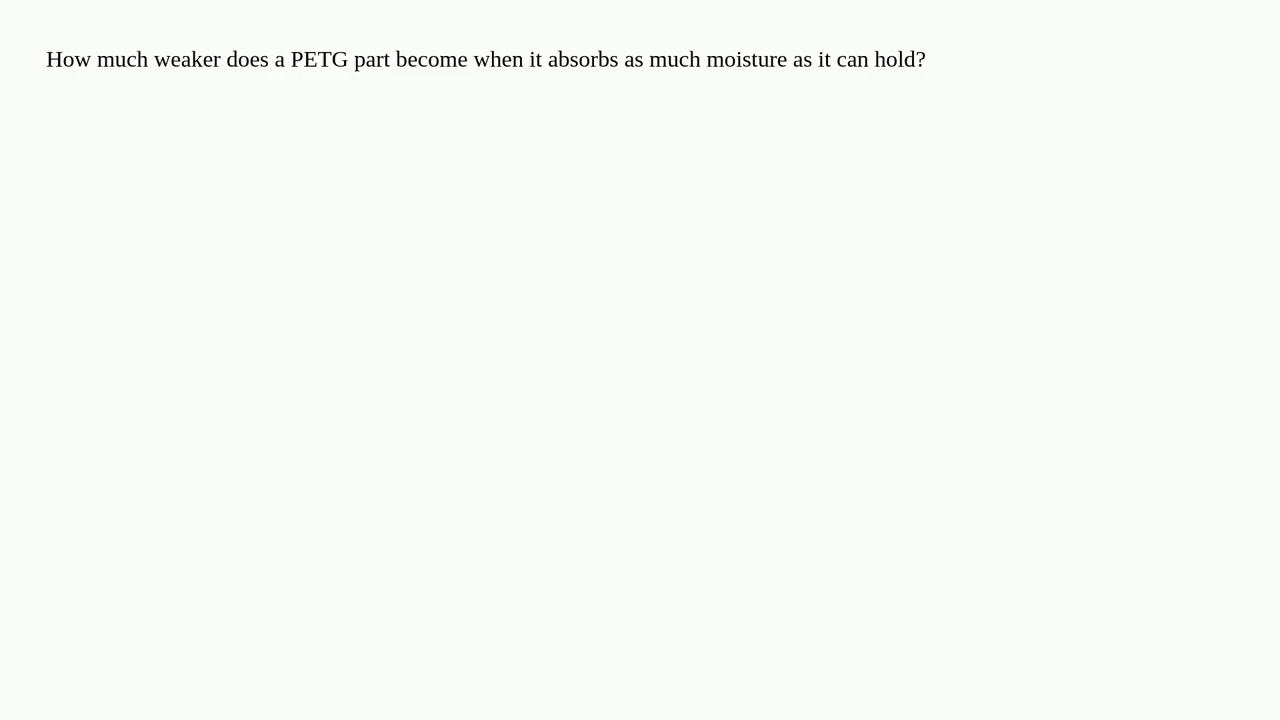 How much weaker does a PETG part become when it absorbs as much moisture as it can hold?